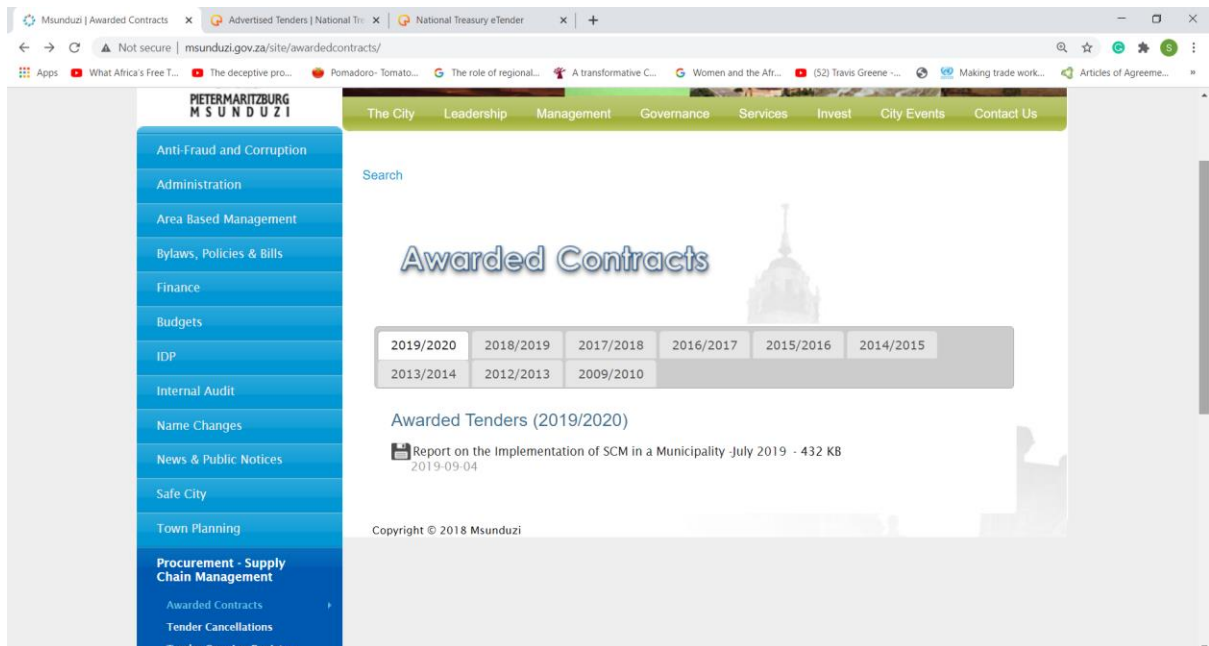 Msunduzi | Awarded Contracts
Advertised Tenders | National Tre
National Treasury eTender
Not secure | msunduzi.gov.za/site/awardedcontracts/
Apps
What Africa's Free T...
The deceptive pro...
Pomadoro- Tomato...
The role of regional...
A transformative C...
Women and the Afr...
(52) Travis Greene -...
Making trade work...
Articles of Agreeme...
PIETERMARITZBURG
MSUNDUZI
The City Leadership Management Governance Services Invest City Events Contact Us
Anti-Fraud and Corruption
Administration
Area Based Management
Bylaws, Policies & Bills
Finance
Budgets
IDP
Internal Audit
Name Changes
News & Public Notices
Safe City
Town Planning
Procurement - Supply
Chain Management
Awarded Contracts
Tender Cancellations
Search
Awarded Contracts
2019/2020 2018/2019 2017/2018 2016/2017 2015/2016 2014/2015
2013/2014 2012/2013 2009/2010
Awarded Tenders (2019/2020)
Report on the Implementation of SCM in a Municipality -July 2019 - 432 KB
2019-09-04
Copyright © 2018 Msunduzi